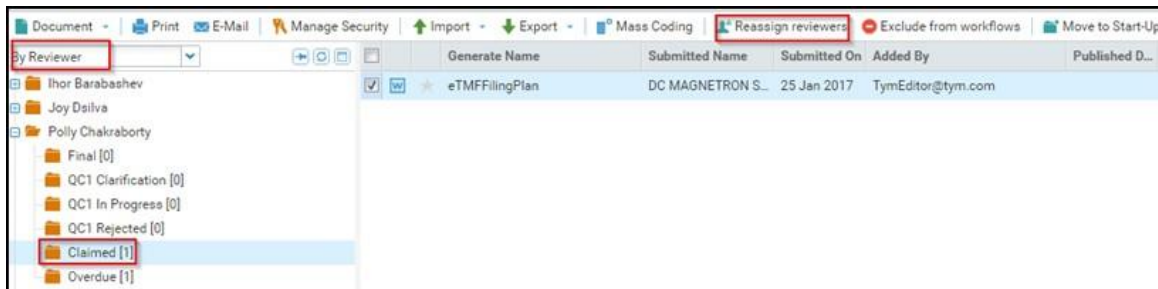 Document Print E-Mail Manage Security Import Export Mass Coding Reassign reviewers Exclude from workflows Move to Start-Up
By Reviewer Generate Name Submitted Name Submitted On Added By Published D...
Ihor Barabashev eTMFFilingPlan DC MAGNETRON S... 25 Jan 2017 TymEditor@tym.com
Joy Dsilva
Polly Chakraborty
Final [0]
QC1 Clarification [0]
QC1 In Progress [0]
QC1 Rejected [0]
Claimed [1]
Overdue [1]